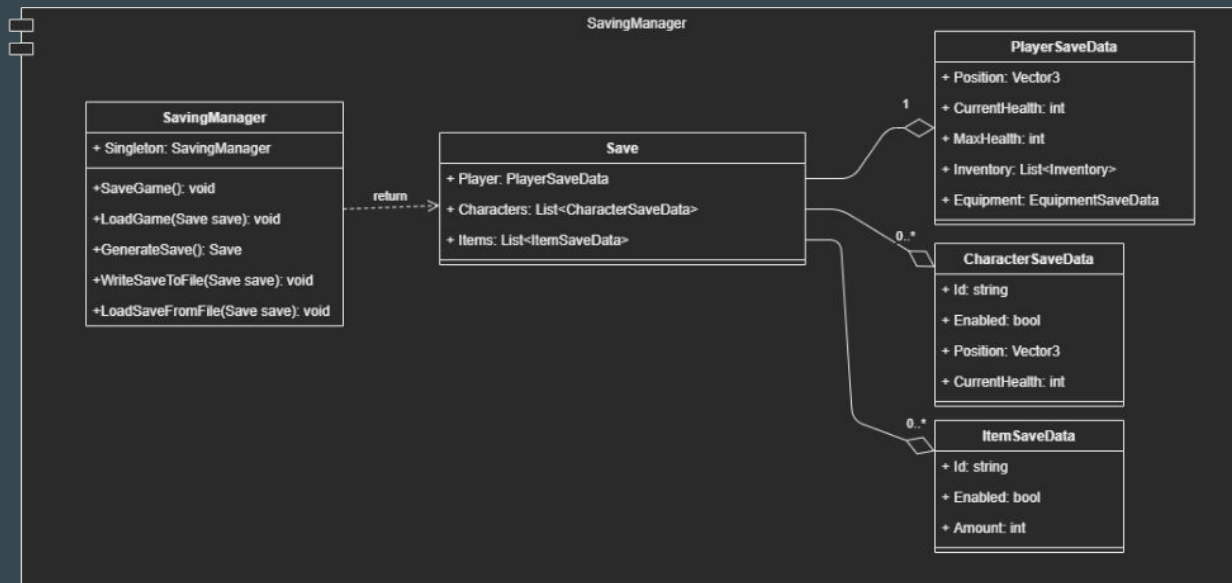 SavingManager
SavingManager
+ Singleton: SavingManager
+SaveGame(): void
+LoadGame(Save save): void
+GenerateSave(): Save
+WriteSaveToFile(Save save): void
+LoadSaveFromFile(Save save): void
return
Save
+ Player: PlayerSaveData
+ Characters: List<CharacterSaveData>
+ Items: List<ItemSaveData>
1
PlayerSaveData
+ Position: Vector3
+ CurrentHealth: int
+ MaxHealth: int
+ Inventory: List<Inventory>
+ Equipment: EquipmentSaveData
0..*
CharacterSaveData
+ Id: string
+ Enabled: bool
+ Position: Vector3
+ CurrentHealth: int
0..*
ItemSaveData
+ Id: string
+ Enabled: bool
+ Amount: int